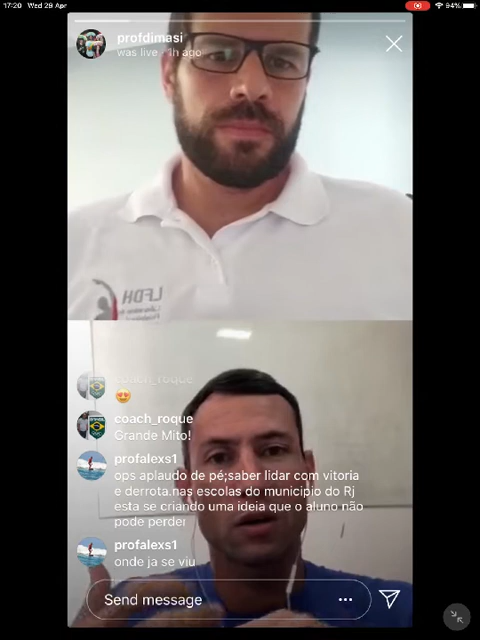 17:20 Wed 29 Apr
94%
profdimasi
was live · 1h ago
LFDH
coach_roque
😍
coach_roque
Grande Mito!
profalexs1
ops aplaudo de pé;saber lidar com vitoria
e derrota.nas escolas do municipio do Rj
esta se criando uma ideia que o aluno não
pode perder
profalexs1
onde ja se viu
Send message